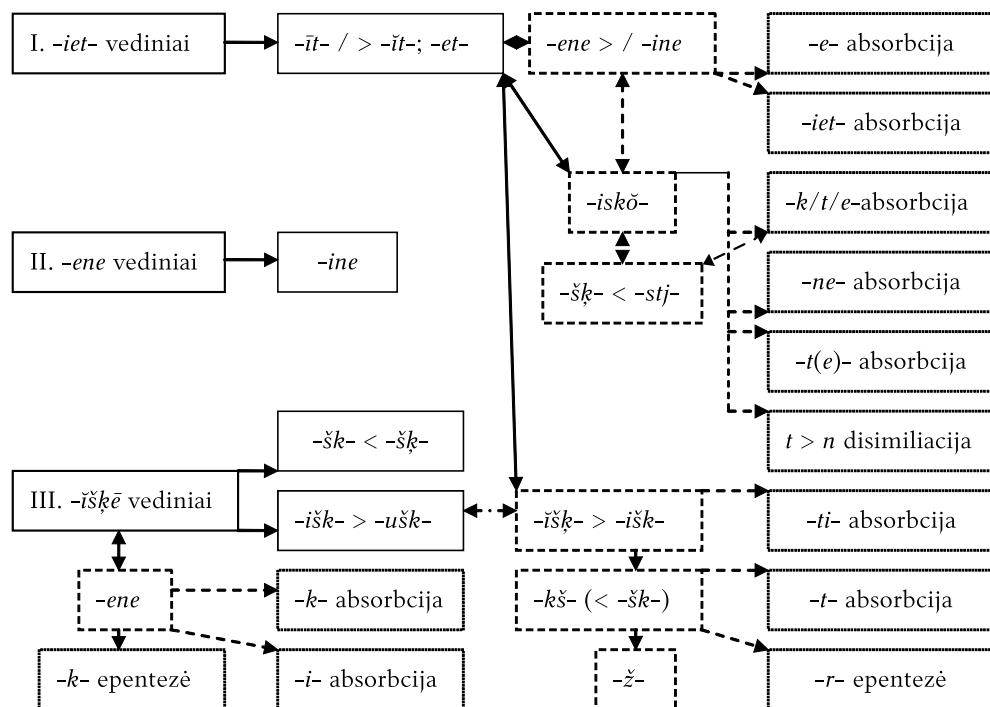 I. -iet- vediniai
-īt- / > -ĭt-; -et-
-ene > / -ine
-e- absorbcija
-iet- absorbcija
-iskŏ-
-k/t/e-absorbcija
II. -ene vediniai
-ine
-šķ- < -stj-
-ne- absorbcija
-t(e)- absorbcija
-šk- < -šķ-
t > n disimiliacija
III. -ĭšķē vediniai
-išk- > -ušk-
-ĭšķ- > -išk-
-ti- absorbcija
-ene
-k- absorbcija
-kš- (< -šk-)
-t- absorbcija
-k- epentezė
-i- absorbcija
-ž-
-r- epentezė